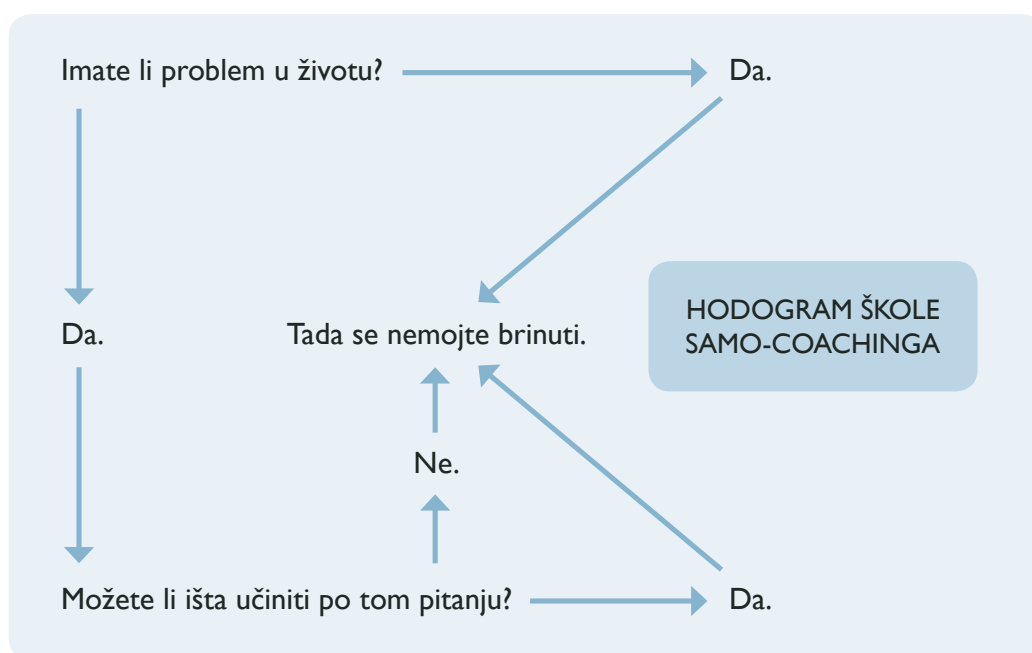 Imate li problem u životu?
Da.
Da.
Tada se nemojte brinuti.
HODOGRAM ŠKOLE
SAMO-COACHINGA
Ne.
Možete li išta učiniti po tom pitanju?
Da.